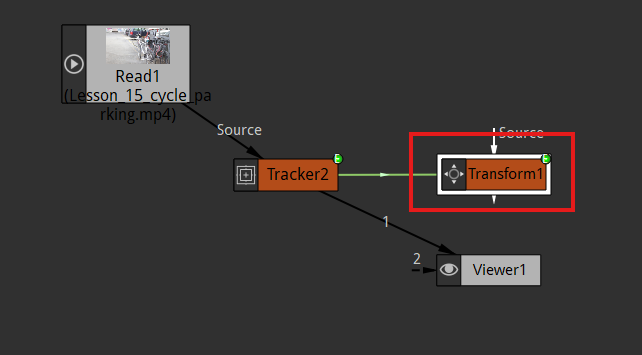 Read1
(Lesson_15_cycle_pa
rking.mp4)
Source
Source
E
E
Tracker2
Transform1
1
2
Viewer1